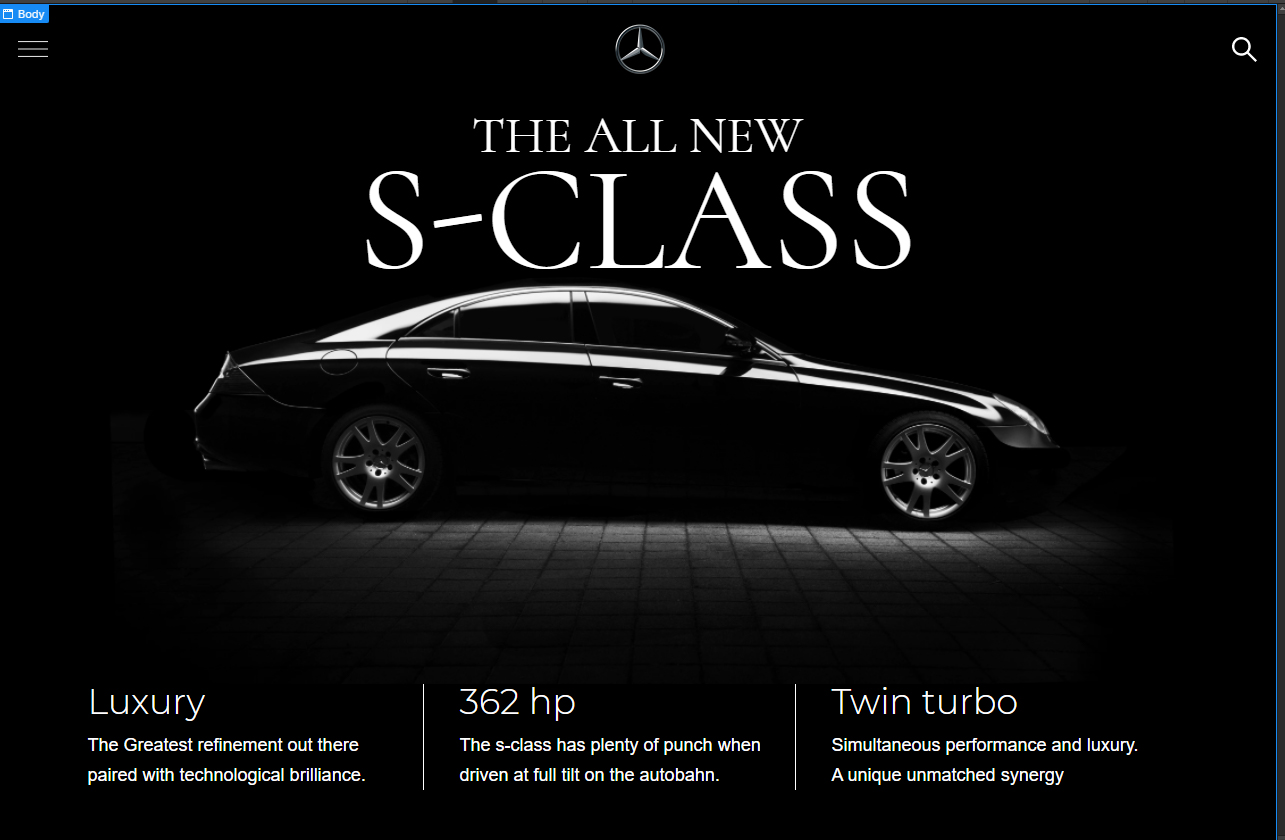 Body
THE ALL NEW
S-CLASS
Luxury
The Greatest refinement out there
paired with technological brilliance.
362 hp
The s-class has plenty of punch when
driven at full tilt on the autobahn.
Twin turbo
Simultaneous performance and luxury.
A unique unmatched synergy